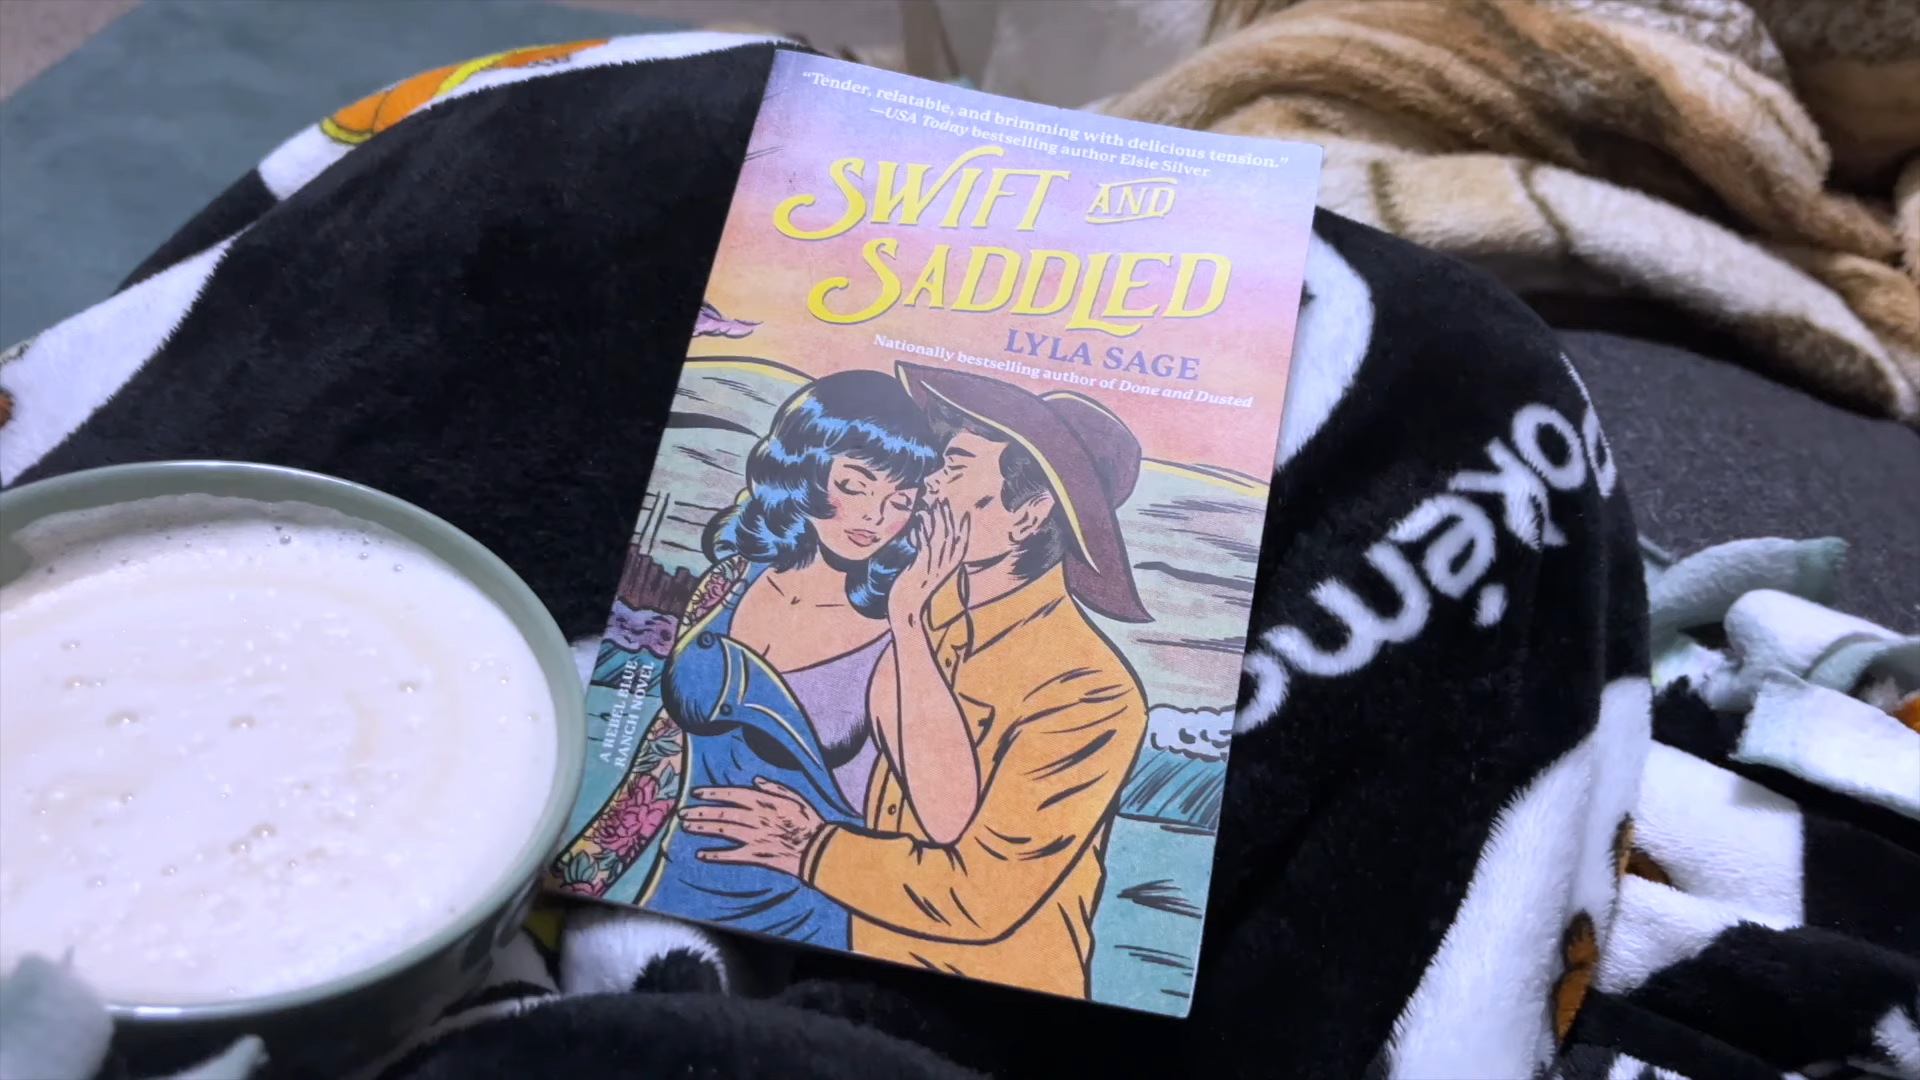 “Tender, relatable, and brimming with delicious tension.”
—USA Today bestselling author Elsie Silver
SWIFT AND
SADDLED
LYLA SAGE
Nationally bestselling author of Done and Dusted
A REBEL BLUE
RANCH NOVEL